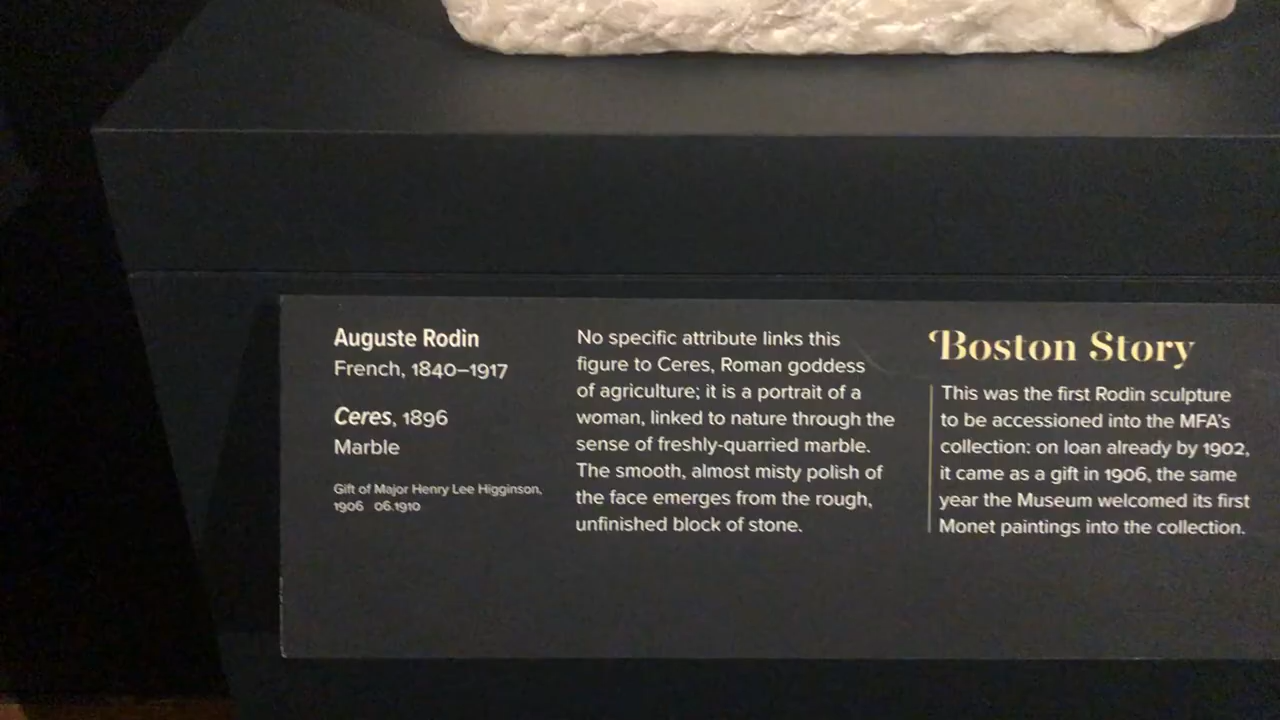 Auguste Rodin
French, 1840–1917
Ceres, 1896
Marble
Gift of Major Henry Lee Higginson,
1906 06.1910
No specific attribute links this
figure to Ceres, Roman goddess
of agriculture; it is a portrait of a
woman, linked to nature through the
sense of freshly-quarried marble.
The smooth, almost misty polish of
the face emerges from the rough,
unfinished block of stone.
Boston Story
This was the first Rodin sculpture
to be accessioned into the MFA's
collection: on loan already by 1902,
it came as a gift in 1906, the same
year the Museum welcomed its first
Monet paintings into the collection.